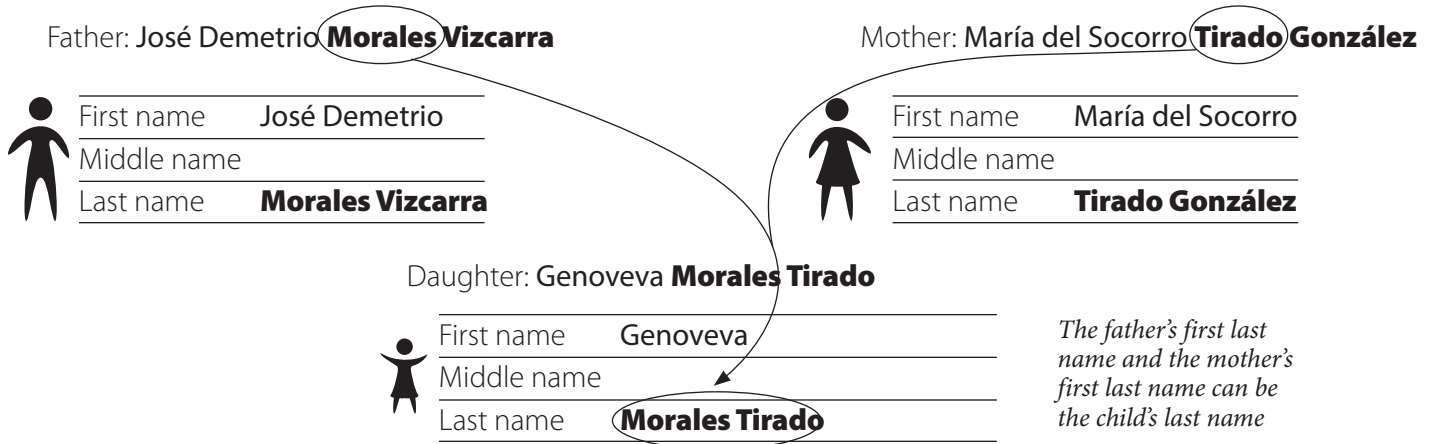 Father: José Demetrio Morales Vizcarra
First name José Demetrio
Middle name
Last name Morales Vizcarra
Mother: María del Socorro Tirado González
First name María del Socorro
Middle name
Last name Tirado González
Daughter: Genoveva Morales Tirado
First name Genoveva
Middle name
Last name Morales Tirado
The father's first last
name and the mother's
first last name can be
the child's last name